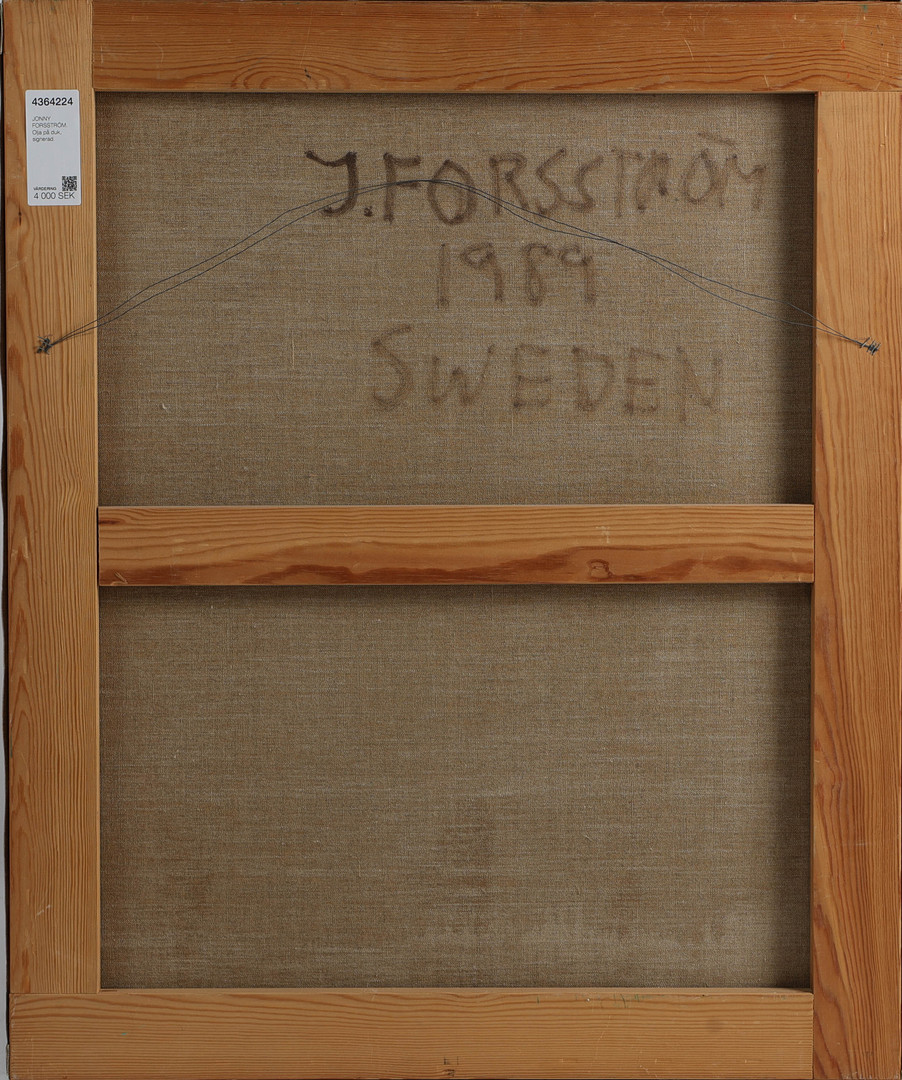 4364224
JONNY
FORSSTRÖM
Olja på duk,
signerad
VÄRDERING
4 000 SEK
J.FORSSTRÖM
1989
SWEDEN